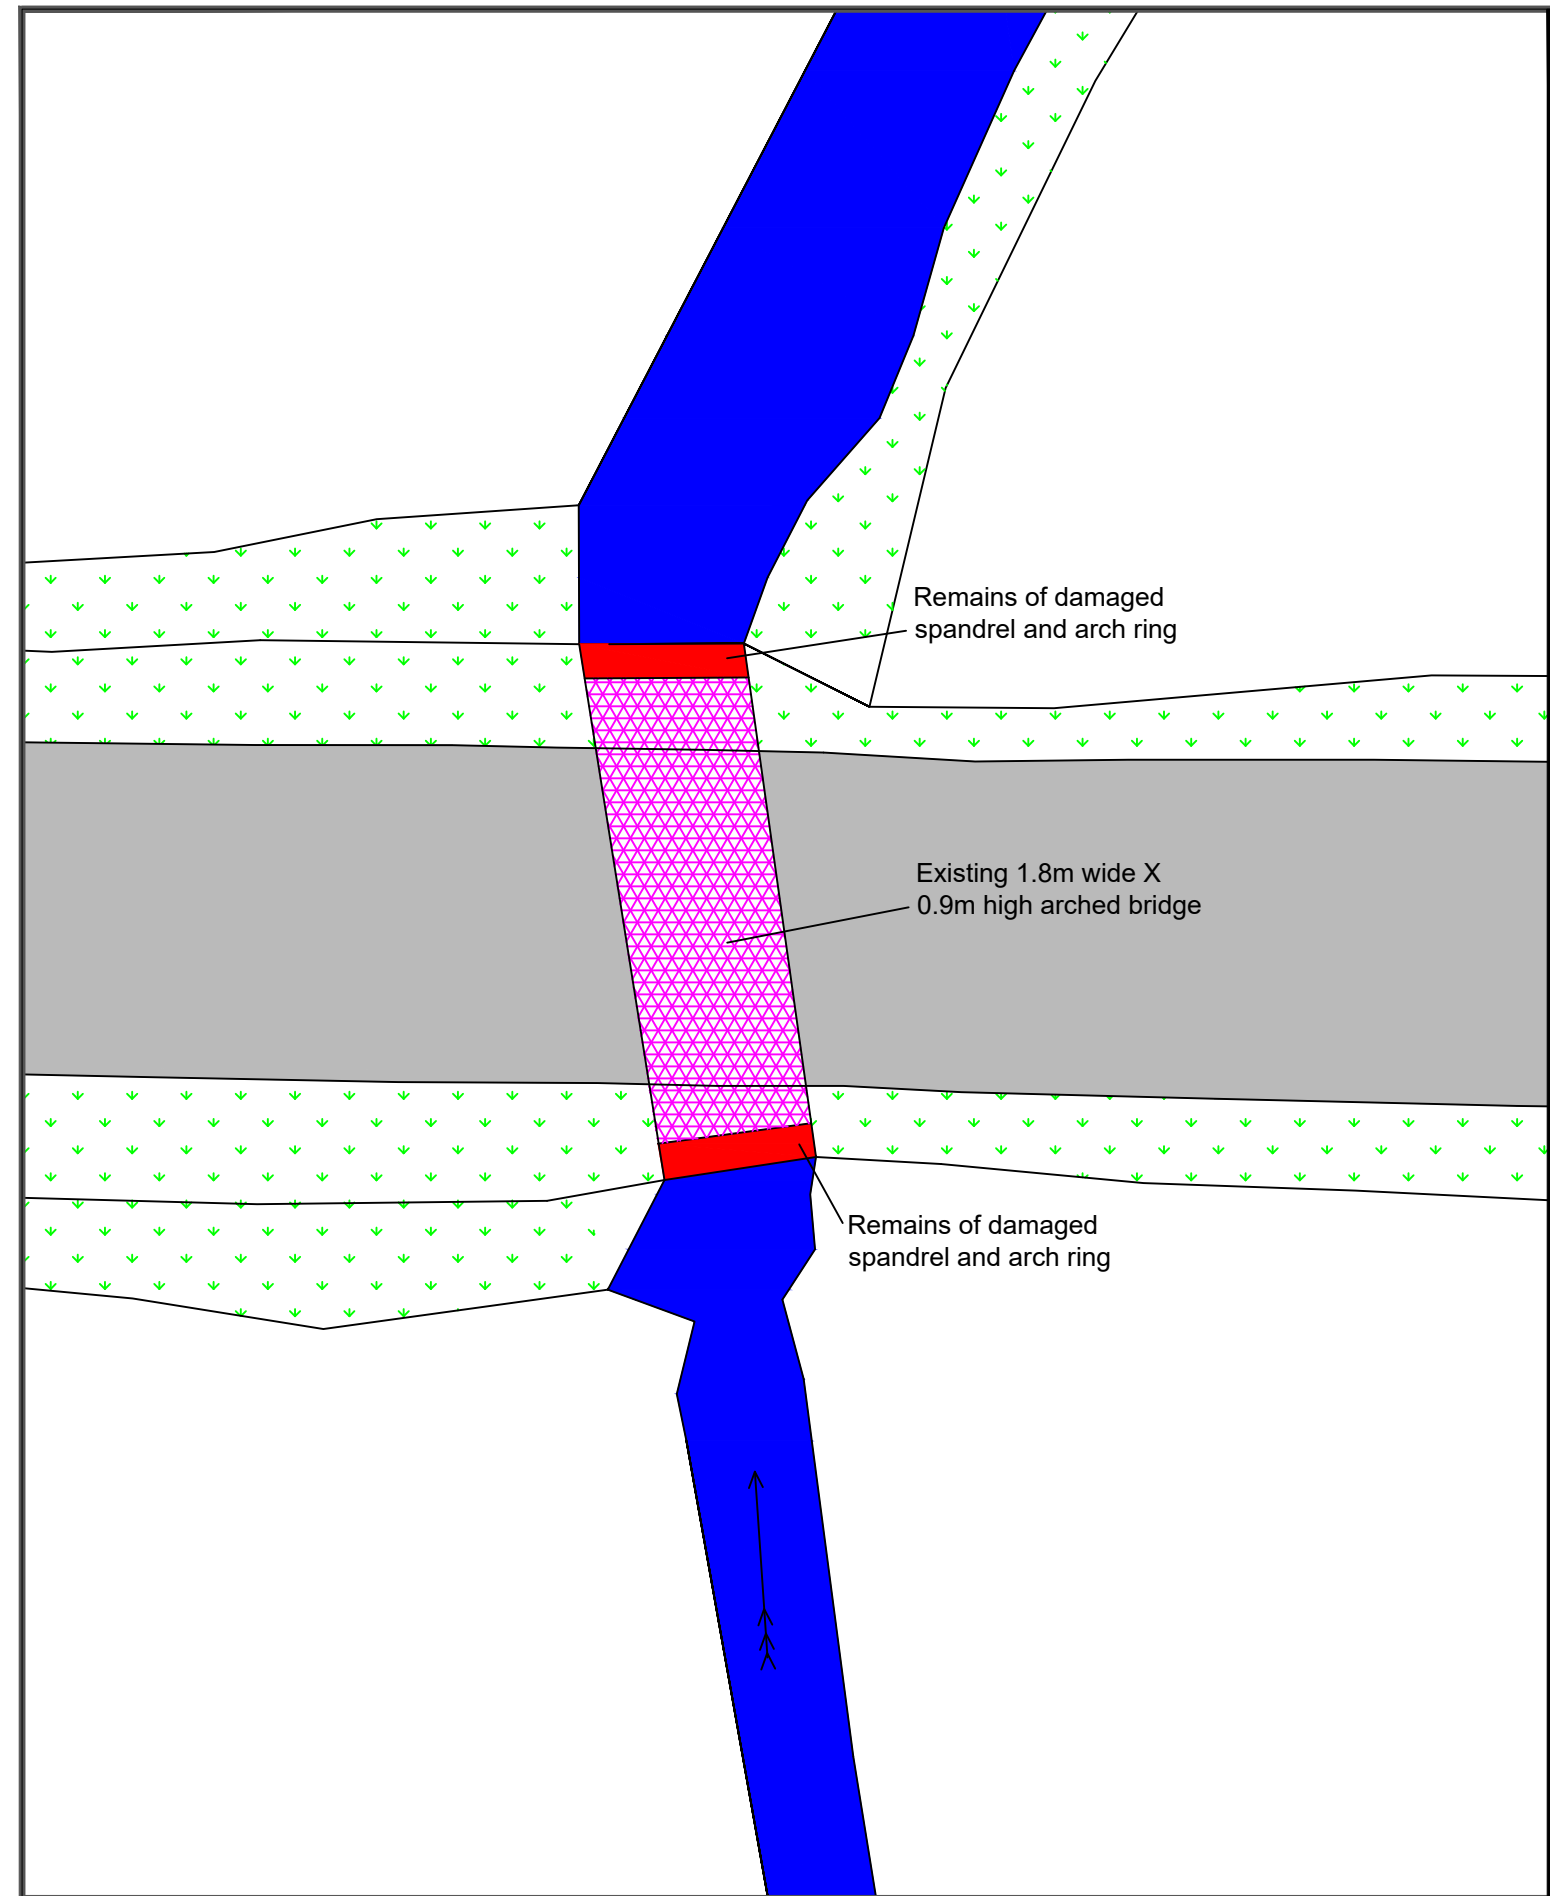 Remains of damaged
spandrel and arch ring
Existing 1.8m wide X
0.9m high arched bridge
Remains of damaged
spandrel and arch ring